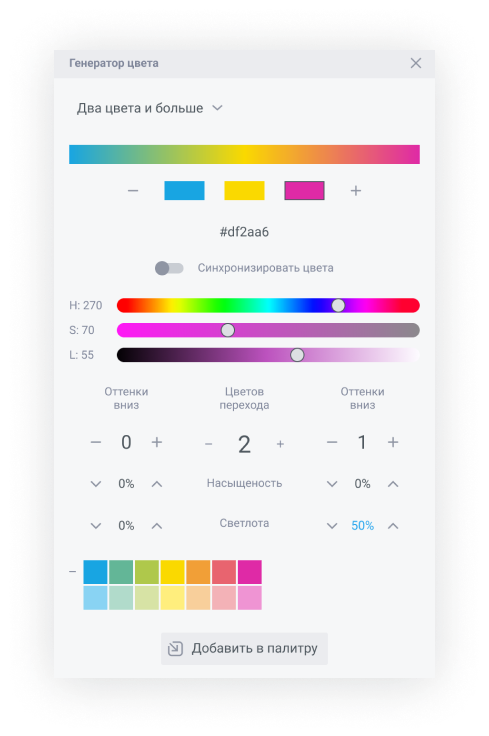 Генератор цвета
Два цвета и больше
#df2aa6
Синхронизировать цвета
H: 270
S: 70
L: 55
Оттенки вниз
Цветов перехода
Оттенки вниз
− 0 +
− 2 +
− 1 +
0%
Насыщеность
0%
0%
Светлота
50%
Добавить в палитру